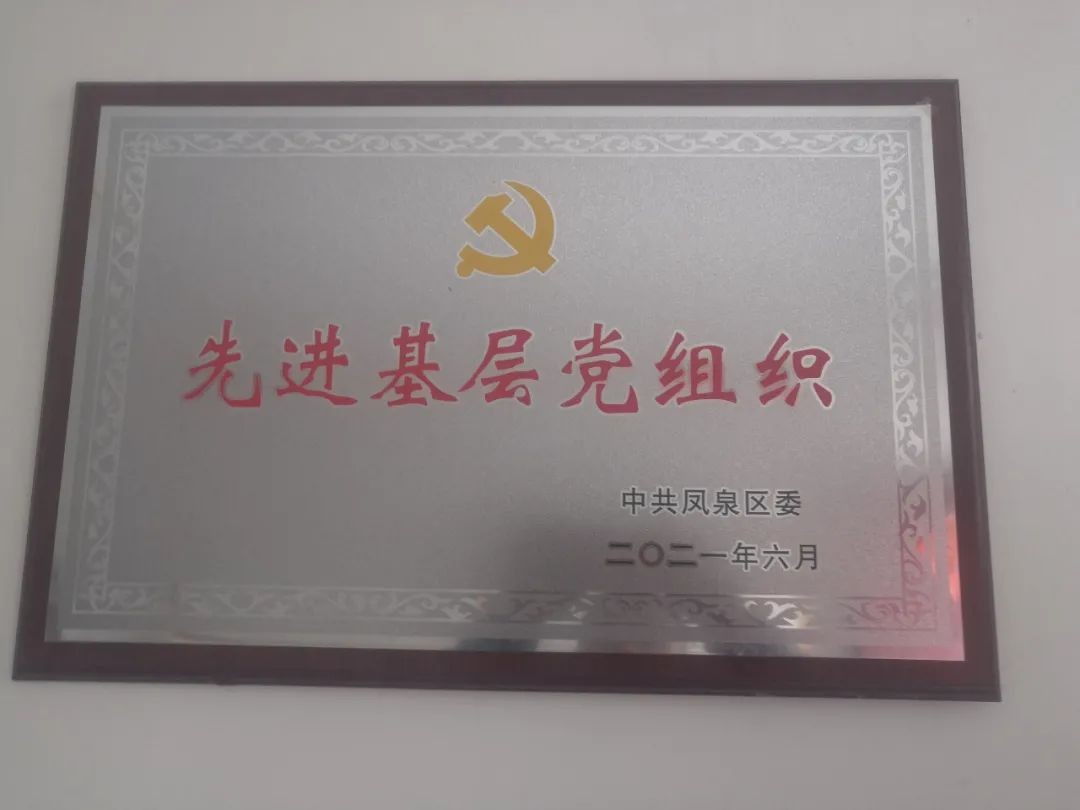 先进基层党组织
中共凤泉区委
二〇二一年六月